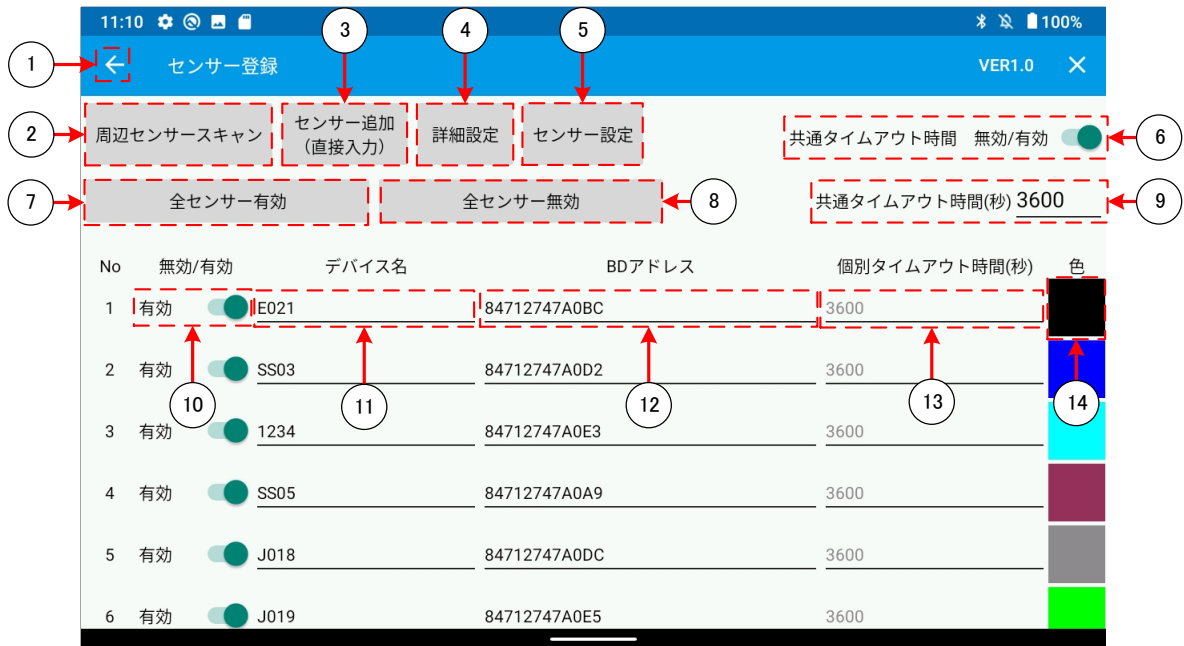 11:10 100%
3 4 5
1 センサー登録 VER1.0
2 周辺センサースキャン センサー追加 詳細設定 センサー設定 共通タイムアウト時間 無効/有効 6
(直接入力)
7 全センサー有効 全センサー無効 8 共通タイムアウト時間(秒) 3600 9
No 無効/有効 デバイス名 BDアドレス 個別タイムアウト時間(秒) 色
1 有効 E021 84712747A0BC 3600
2 有効 SS03 84712747A0D2 3600
10 11 12 13 14
3 有効 1234 84712747A0E3 3600
4 有効 SS05 84712747A0A9 3600
5 有効 J018 84712747A0DC 3600
6 有効 J019 84712747A0E5 3600